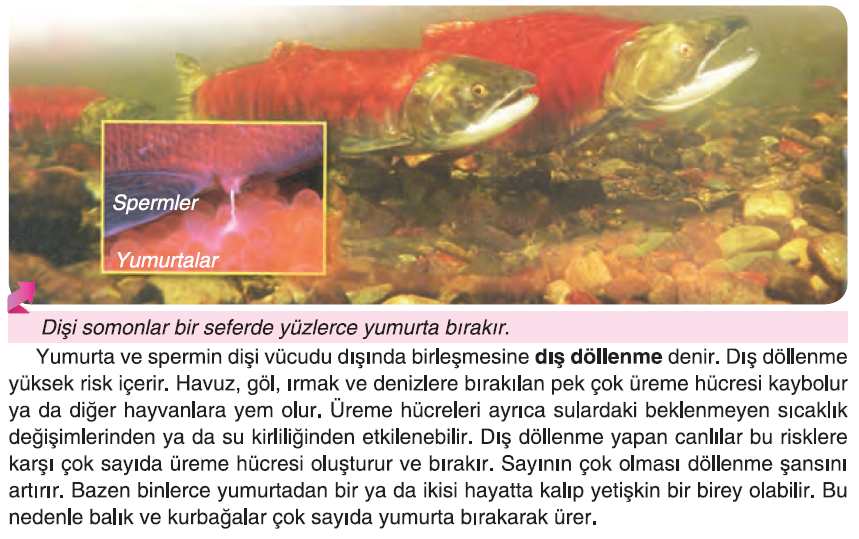 Spermler
Yumurtalar
Dişi somonlar bir seferde yüzlerce yumurta bırakır.
Yumurta ve spermin dişi vücudu dışında birleşmesine dış döllenme denir. Dış döllenme
yüksek risk içerir. Havuz, göl, ırmak ve denizlere bırakılan pek çok üreme hücresi kaybolur
ya da diğer hayvanlara yem olur. Üreme hücreleri ayrıca sulardaki beklenmeyen sıcaklık
değişimlerinden ya da su kirliliğinden etkilenebilir. Dış döllenme yapan canlılar bu risklere
karşı çok sayıda üreme hücresi oluşturur ve bırakır. Sayının çok olması döllenme şansını
artırır. Bazen binlerce yumurtadan bir ya da ikisi hayatta kalıp yetişkin bir birey olabilir. Bu
nedenle balık ve kurbağalar çok sayıda yumurta bırakarak ürer.